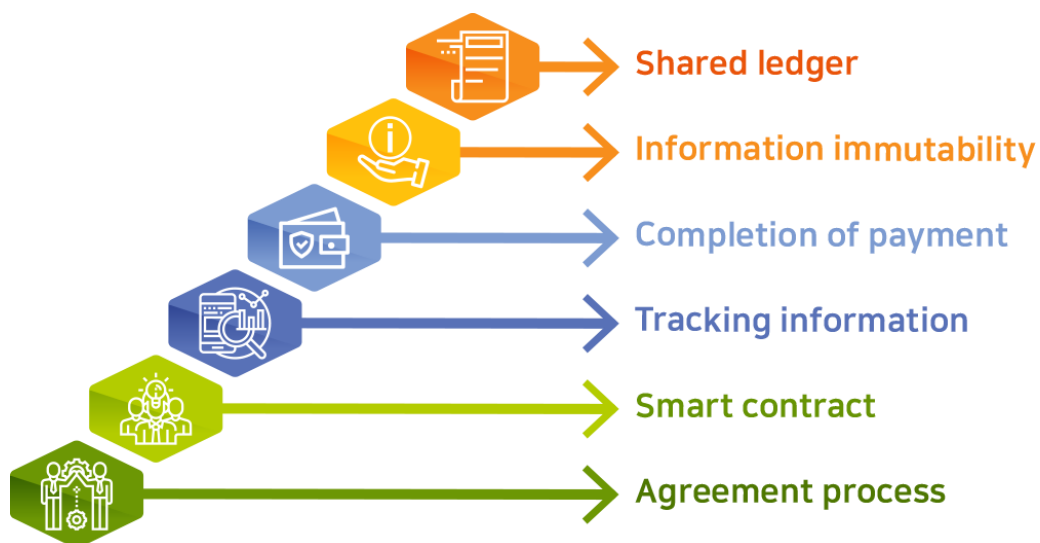 Shared ledger
Information immutability
Completion of payment
Tracking information
Smart contract
Agreement process